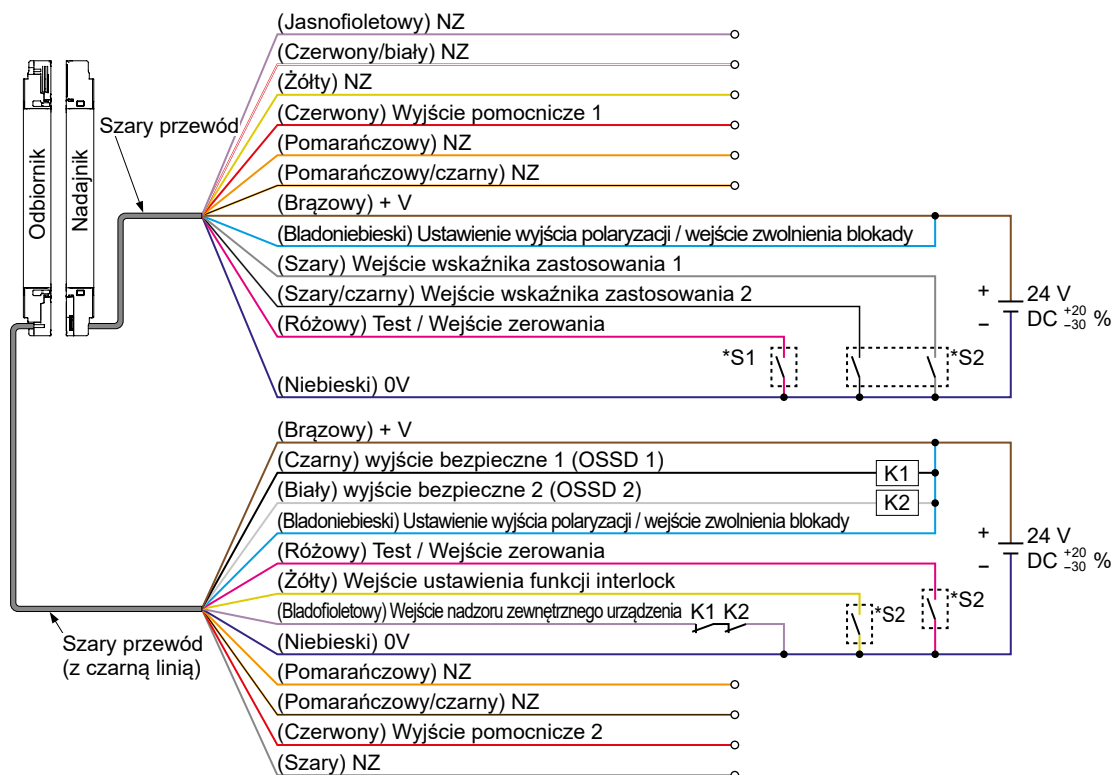 (Jasnofioletowy) NZ
(Czerwony/biały) NZ
(Żółty) NZ
(Czerwony) Wyjście pomocnicze 1
(Pomarańczowy) NZ
(Pomarańczowy/czarny) NZ
(Brązowy) + V
(Bladoniebieski) Ustawienie wyjścia polaryzacji / wejście zwolnienia blokady
(Szary) Wejście wskaźnika zastosowania 1
(Szary/czarny) Wejście wskaźnika zastosowania 2
(Różowy) Test / Wejście zerowania
(Niebieski) 0V
Szary przewód
Odbiornik
Nadajnik
*S1
*S2
+
−
24 V
DC +20 −30 %
(Brązowy) + V
(Czarny) wyjście bezpieczne 1 (OSSD 1)
(Biały) wyjście bezpieczne 2 (OSSD 2)
(Bladoniebieski) Ustawienie wyjścia polaryzacji / wejście zwolnienia blokady
(Różowy) Test / Wejście zerowania
(Żółty) Wejście ustawienia funkcji interlock
(Bladofioletowy) Wejście nadzoru zewnętrznego urządzenia
K1 K2
(Niebieski) 0V
(Pomarańczowy) NZ
(Pomarańczowy/czarny) NZ
(Czerwony) Wyjście pomocnicze 2
(Szary) NZ
K1
K2
*S2
*S2
+
−
24 V
DC +20 −30 %
Szary przewód
(z czarną linią)